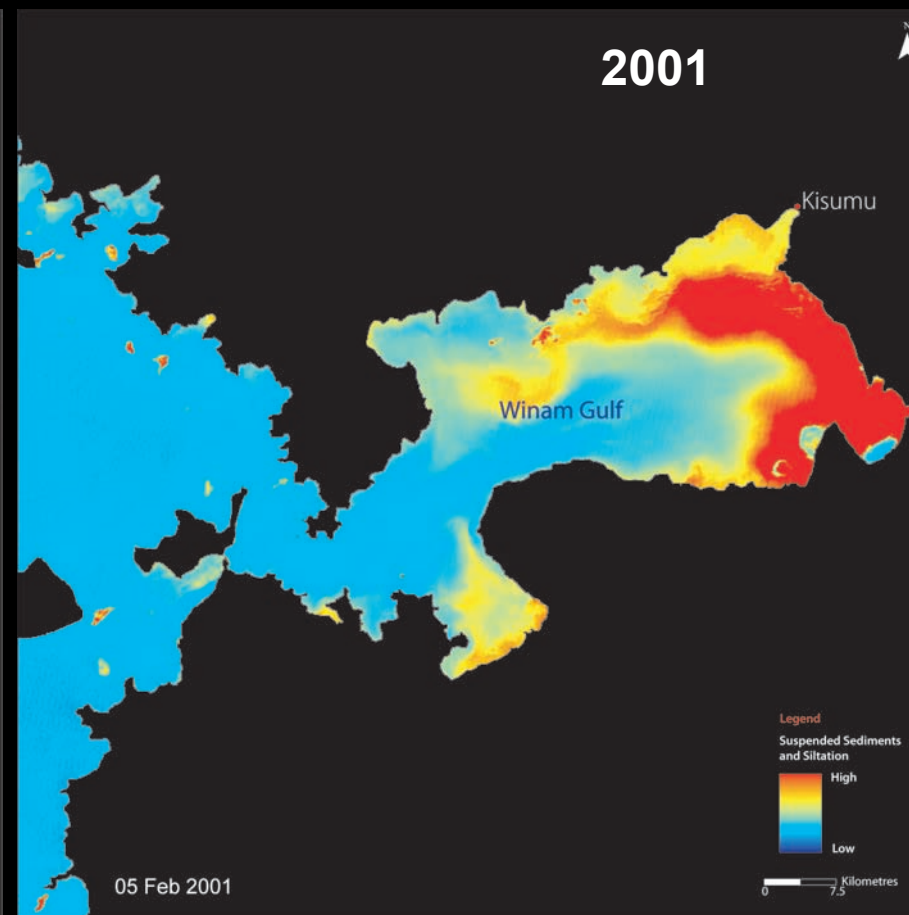 2001
N
Kisumu
Winam Gulf
Legend
Suspended Sediments
and Siltation
High
Low
Kilometres
0 7.5
05 Feb 2001